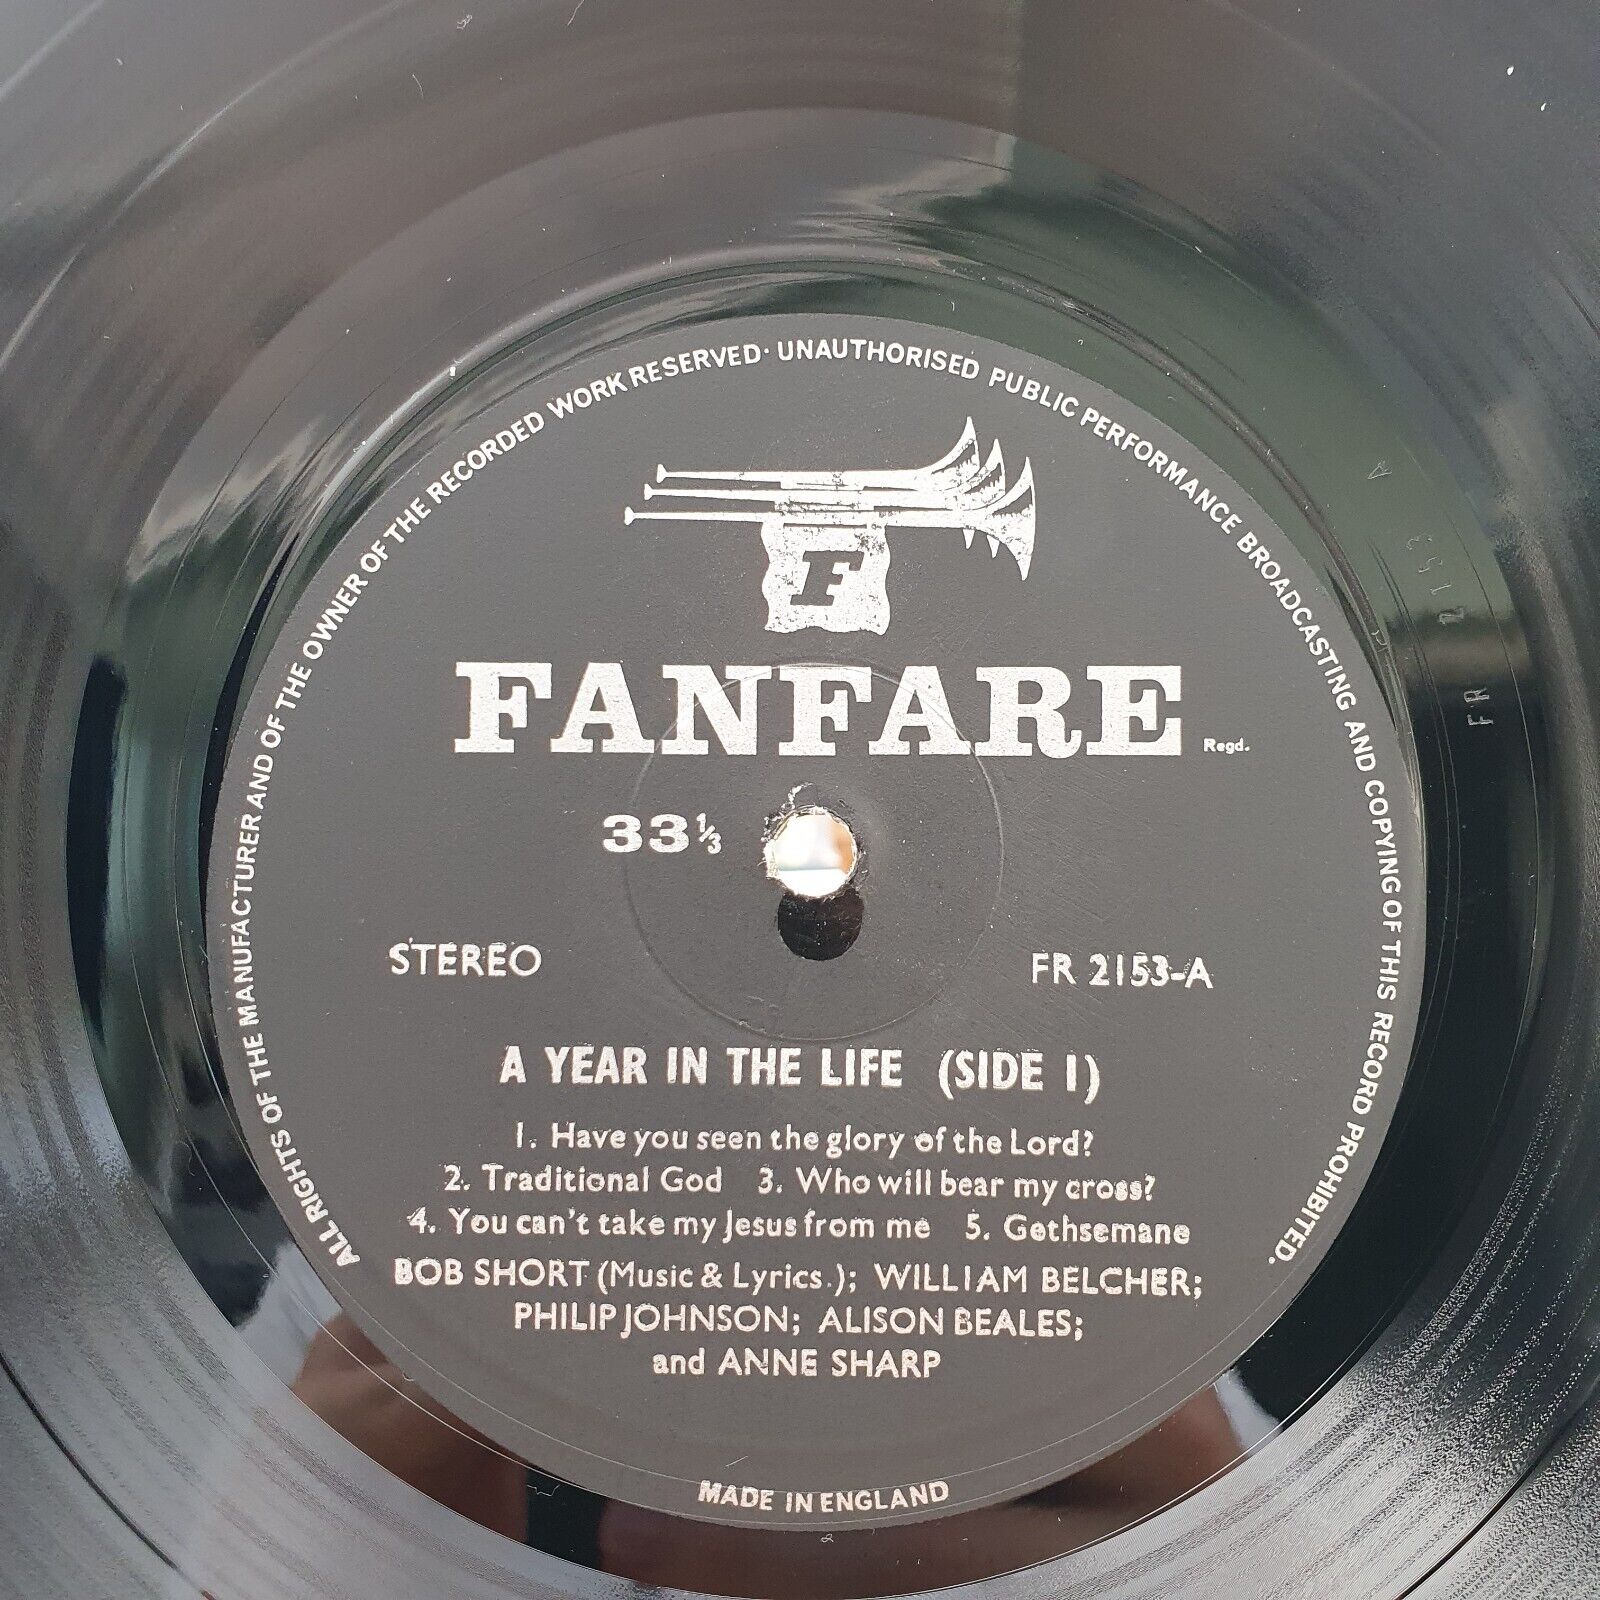 ALL RIGHTS OF THE MANUFACTURER AND OF THE OWNER OF THE RECORDED WORK RESERVED · UNAUTHORISED PUBLIC PERFORMANCE BROADCASTING AND COPYING OF THIS RECORD PROHIBITED.
F
FANFARE Regd.
33⅓
STEREO
FR 2153-A
A YEAR IN THE LIFE (SIDE 1)
1. Have you seen the glory of the Lord?
2. Traditional God 3. Who will bear my cross?
4. You can't take my Jesus from me 5. Gethsemane
BOB SHORT (Music & Lyrics.); WILLIAM BELCHER;
PHILIP JOHNSON; ALISON BEALES;
and ANNE SHARP
MADE IN ENGLAND
FR 2153 A